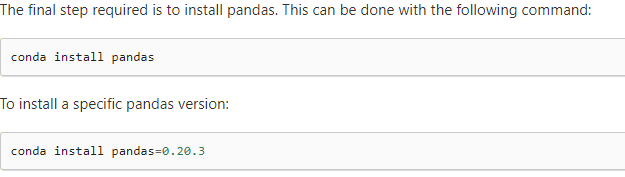 The final step required is to install pandas. This can be done with the following command:
conda install pandas
To install a specific pandas version:
conda install pandas=0.20.3